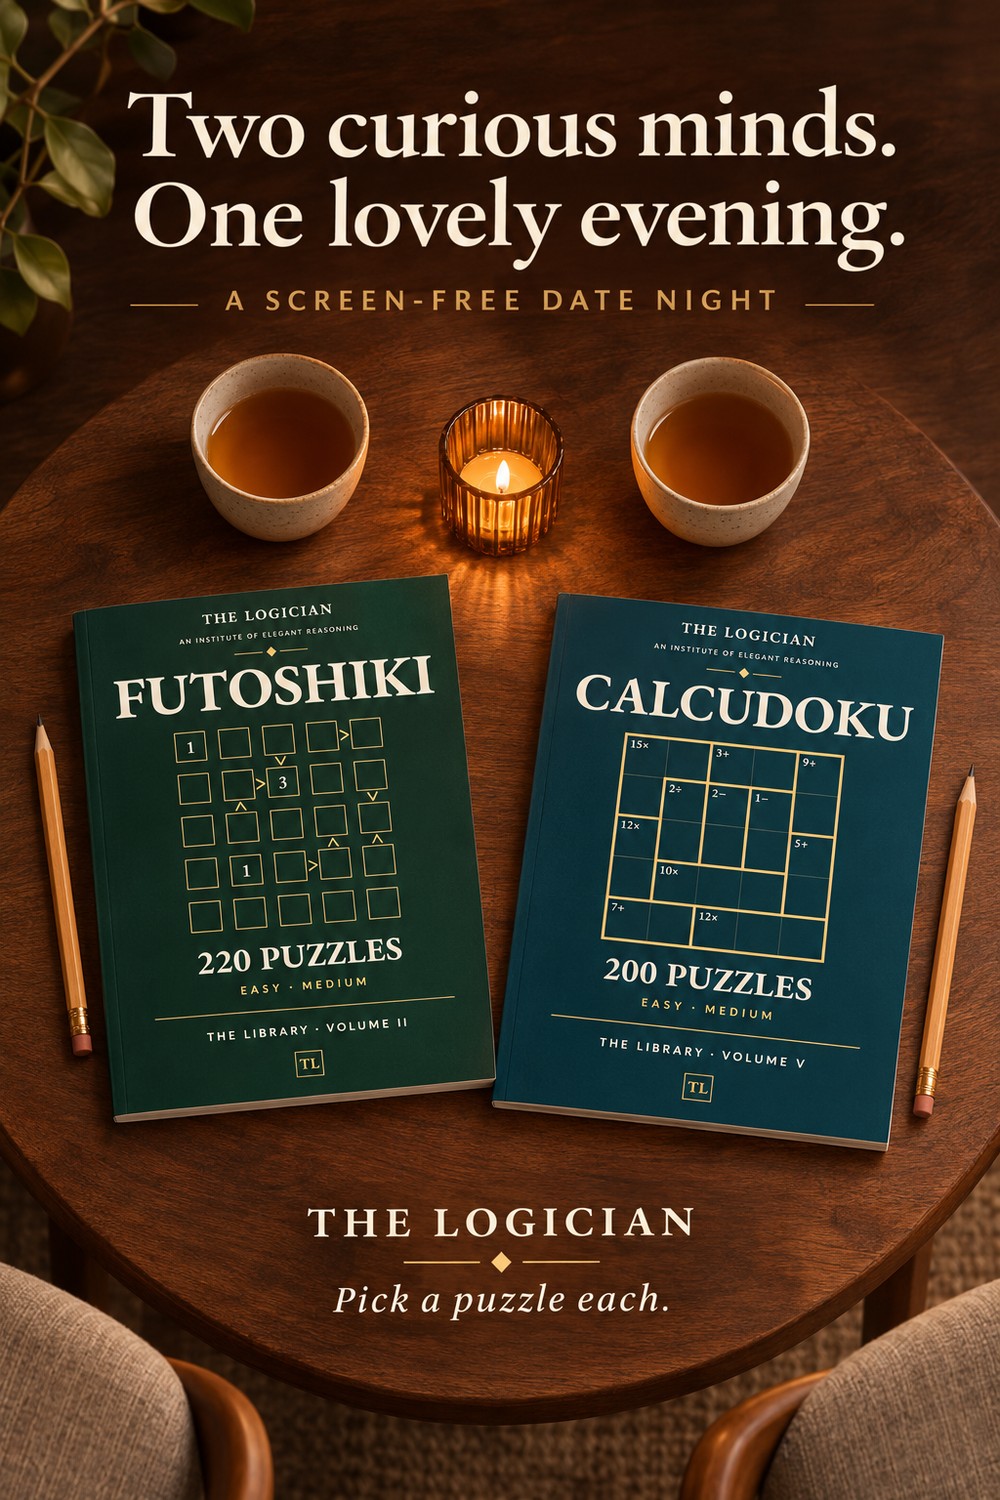 Two curious minds.
One lovely evening.
A SCREEN-FREE DATE NIGHT
THE LOGICIAN
AN INSTITUTE OF ELEGANT REASONING
FUTOSHIKI
1 >
> 3
1 >
220 PUZZLES
EASY · MEDIUM
THE LIBRARY · VOLUME II
TL
THE LOGICIAN
AN INSTITUTE OF ELEGANT REASONING
CALCUDOKU
15× 3+ 9+
2÷ 2− 1−
12× 5+
10×
7+ 12×
200 PUZZLES
EASY · MEDIUM
THE LIBRARY · VOLUME V
TL
THE LOGICIAN
Pick a puzzle each.